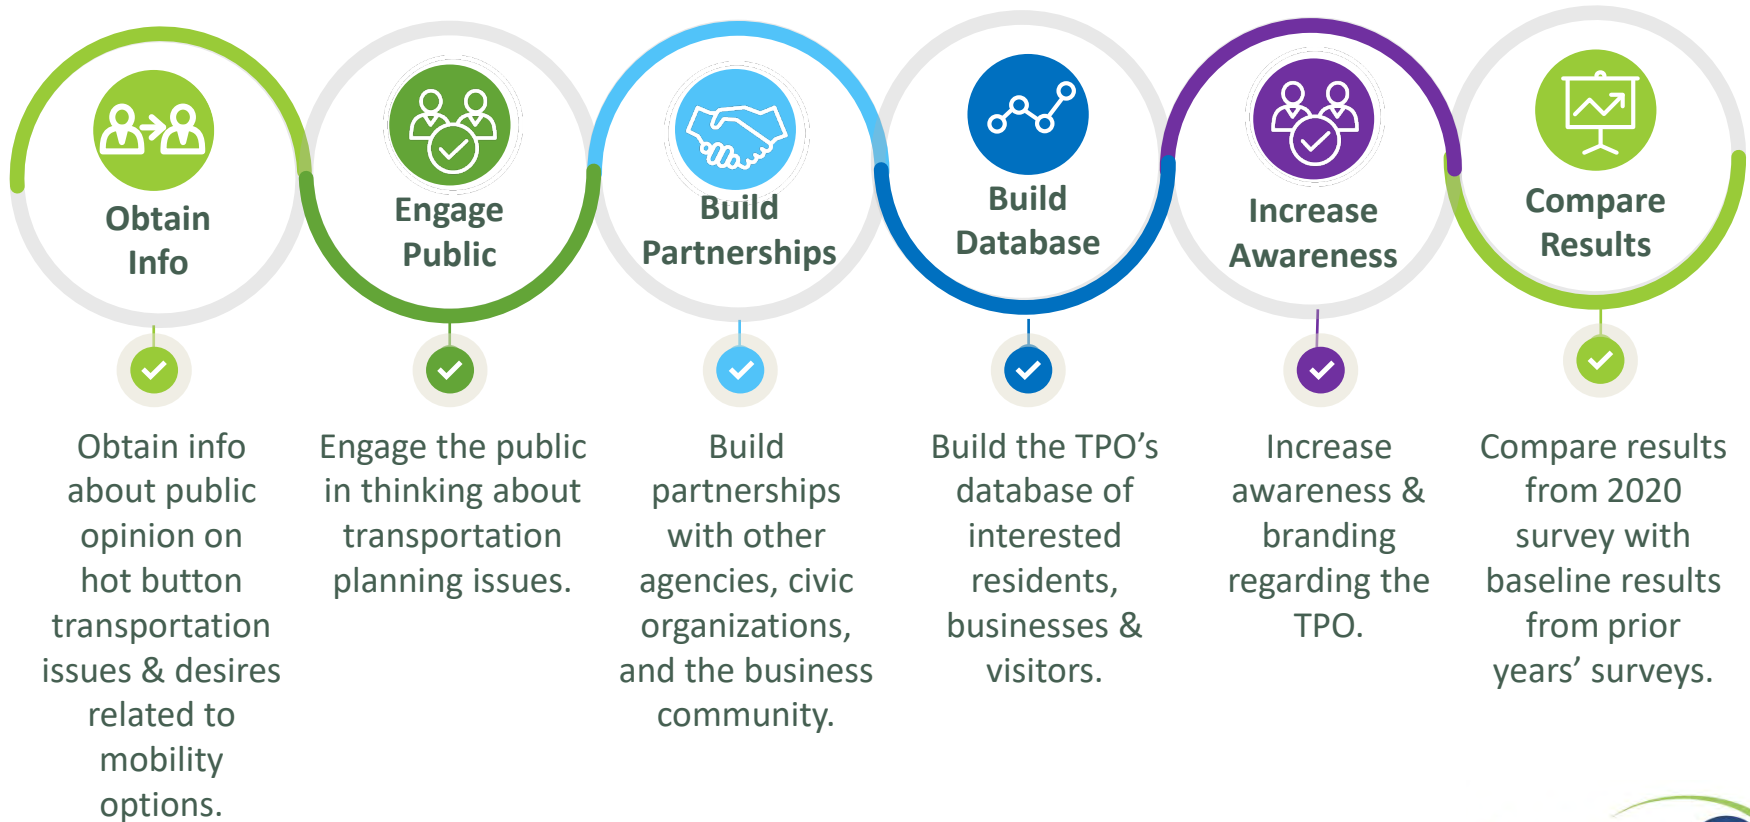 Obtain
Info
Engage
Public
Build
Partnerships
Build
Database
Increase
Awareness
Compare
Results
Obtain info
about public
opinion on
hot button
transportation
issues & desires
related to
mobility
options.
Engage the public
in thinking about
transportation
planning issues.
Build
partnerships
with other
agencies, civic
organizations,
and the business
community.
Build the TPO’s
database of
interested
residents,
businesses &
visitors.
Increase
awareness &
branding
regarding the
TPO.
Compare results
from 2020
survey with
baseline results
from prior
years’ surveys.